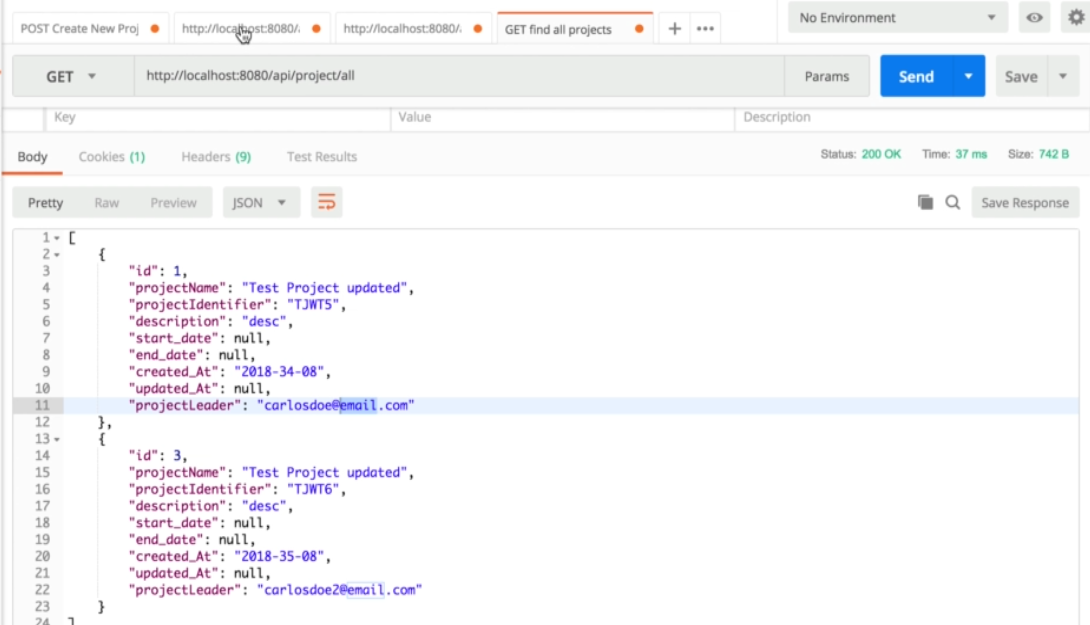 POST Create New Proj http://localhost:8080/. http://localhost:8080/. GET find all projects + ••• No Environment
GET http://localhost:8080/api/project/all Params Send Save
Key Value Description
Body Cookies (1) Headers (9) Test Results Status: 200 OK Time: 37 ms Size: 742 B
Pretty Raw Preview JSON Save Response
1 [
2 {
3 "id": 1,
4 "projectName": "Test Project updated",
5 "projectIdentifier": "TJWT5",
6 "description": "desc",
7 "start_date": null,
8 "end_date": null,
9 "created_At": "2018-34-08",
10 "updated_At": null,
11 "projectLeader": "carlosdoe@email.com"
12 },
13 {
14 "id": 3,
15 "projectName": "Test Project updated",
16 "projectIdentifier": "TJWT6",
17 "description": "desc",
18 "start_date": null,
19 "end_date": null,
20 "created_At": "2018-35-08",
21 "updated_At": null,
22 "projectLeader": "carlosdoe2@email.com"
23 }
24 ]